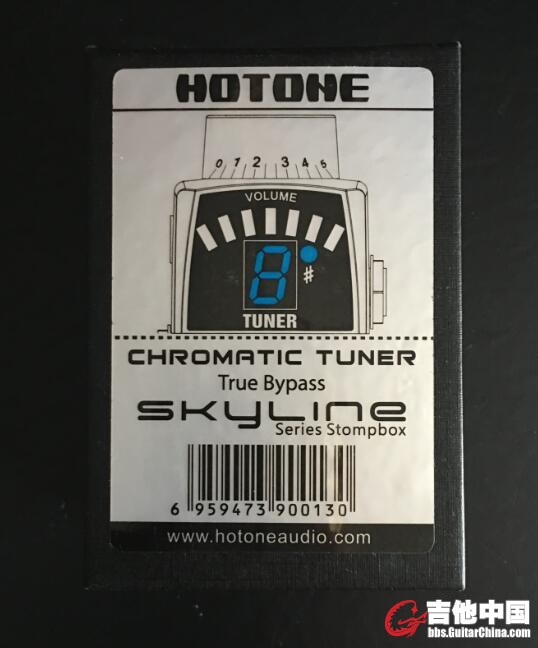 HOTONE
0 1 2 3 4 5
VOLUME
8 #
TUNER
CHROMATIC TUNER
True Bypass
SKYLINE
Series Stompbox
6 959473 900130
www.hotoneaudio.com
吉他中国
bbs.GuitarChina.com